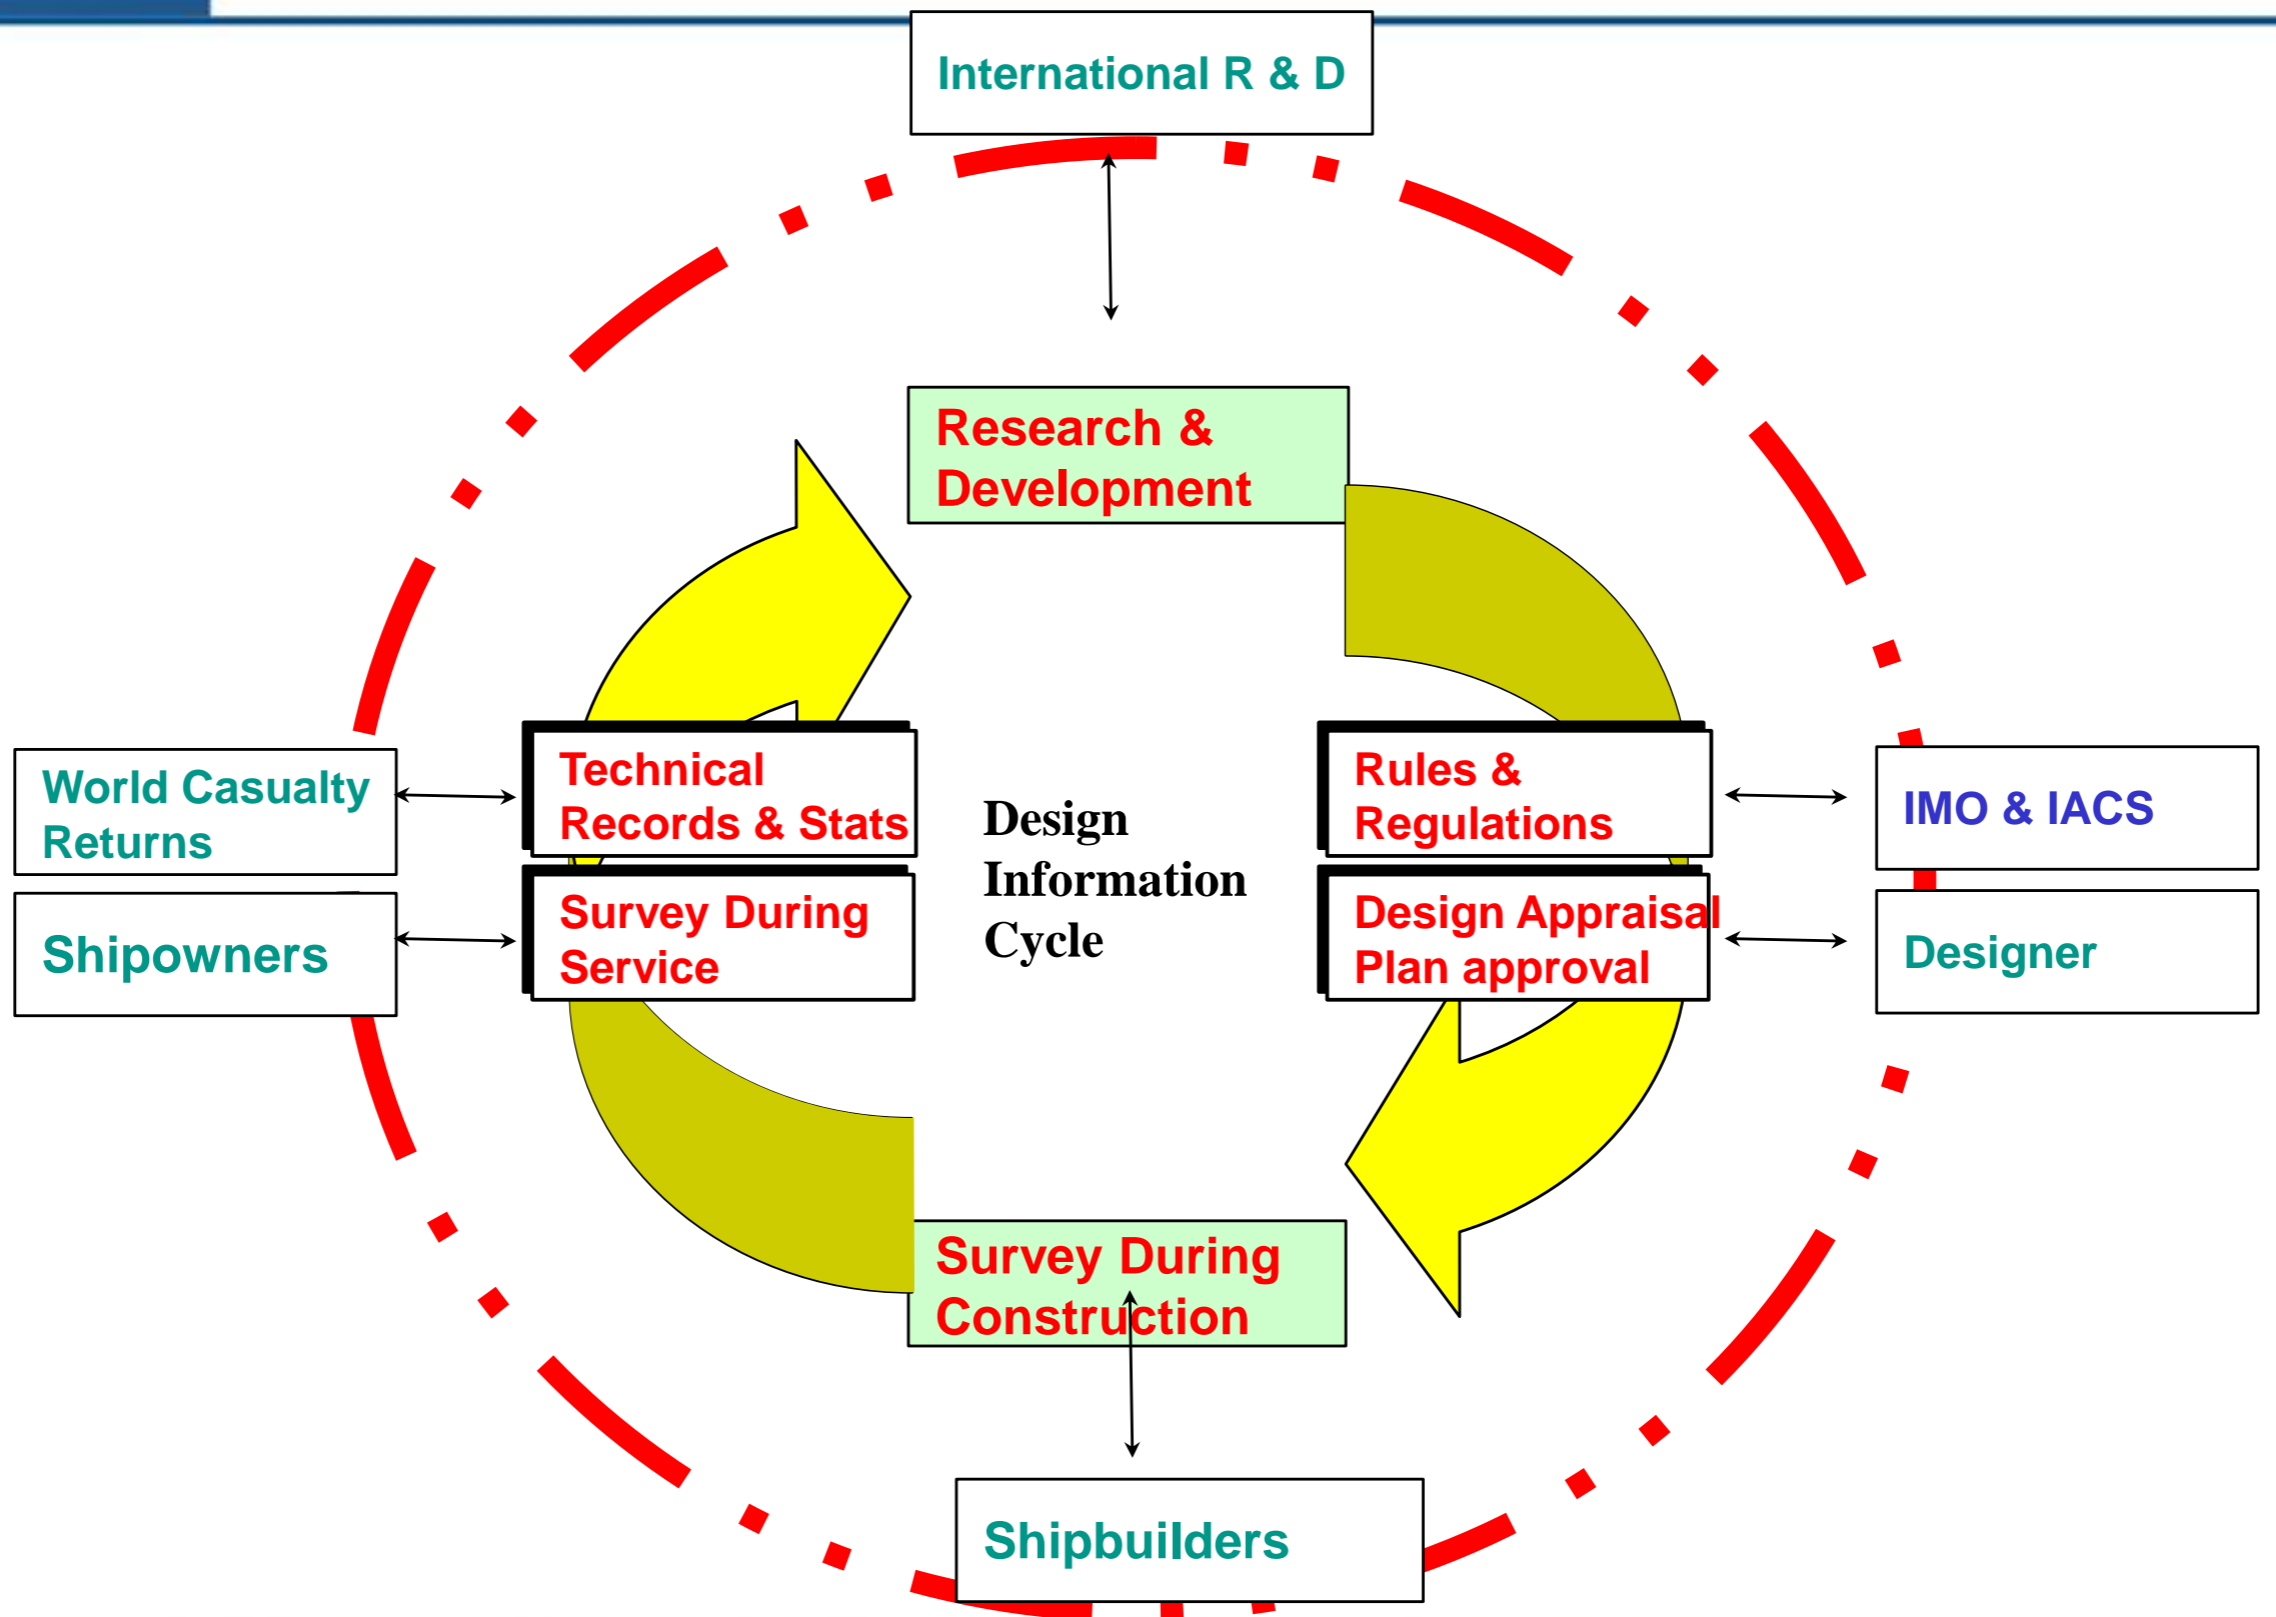 International R & D
Research &
Development
Technical
Records & Stats
Rules &
Regulations
World Casualty
Returns
IMO & IACS
Design
Information
Cycle
Survey During
Service
Design Appraisal
Plan approval
Shipowners
Designer
Survey During
Construction
Shipbuilders